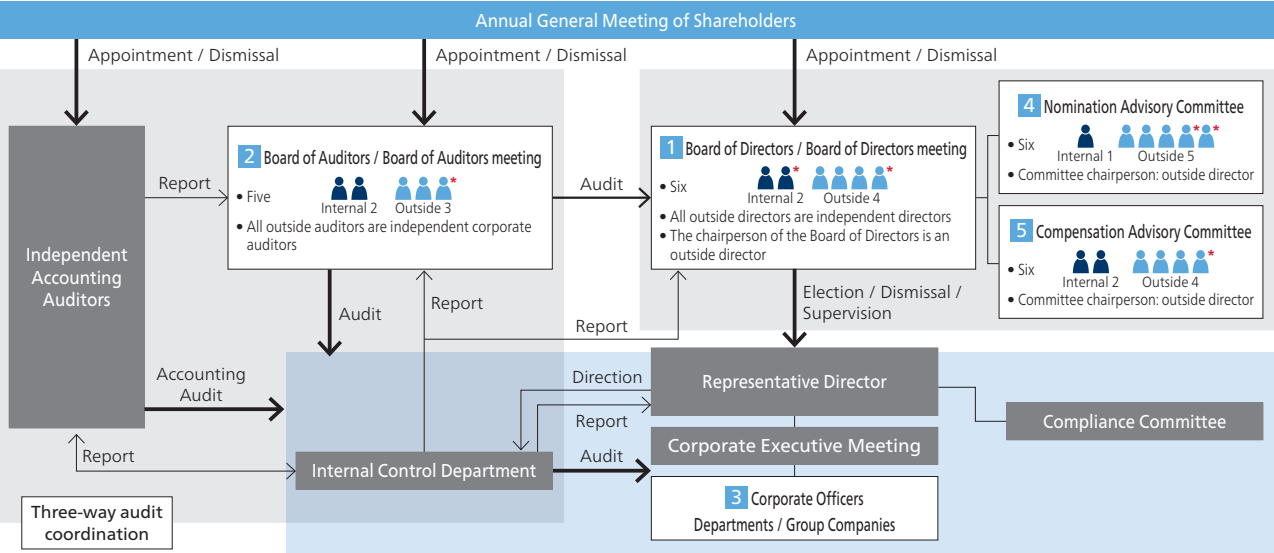 Annual General Meeting of Shareholders
Appointment / Dismissal
Appointment / Dismissal
Appointment / Dismissal
Independent
Accounting
Auditors
Report
2 Board of Auditors / Board of Auditors meeting
• Five
*
Internal 2 Outside 3
• All outside auditors are independent corporate
auditors
Audit
1 Board of Directors / Board of Directors meeting
• Six
* *
Internal 2 Outside 4
• All outside directors are independent directors
• The chairperson of the Board of Directors is an
outside director
4 Nomination Advisory Committee
• Six
* *
Internal 1 Outside 5
• Committee chairperson: outside director
5 Compensation Advisory Committee
• Six
*
Internal 2 Outside 4
• Committee chairperson: outside director
Audit
Report
Report
Election / Dismissal /
Supervision
Accounting
Audit
Direction
Report
Representative Director
Compliance Committee
Corporate Executive Meeting
Report
Internal Control Department
Audit
3 Corporate Officers
Departments / Group Companies
Three-way audit
coordination